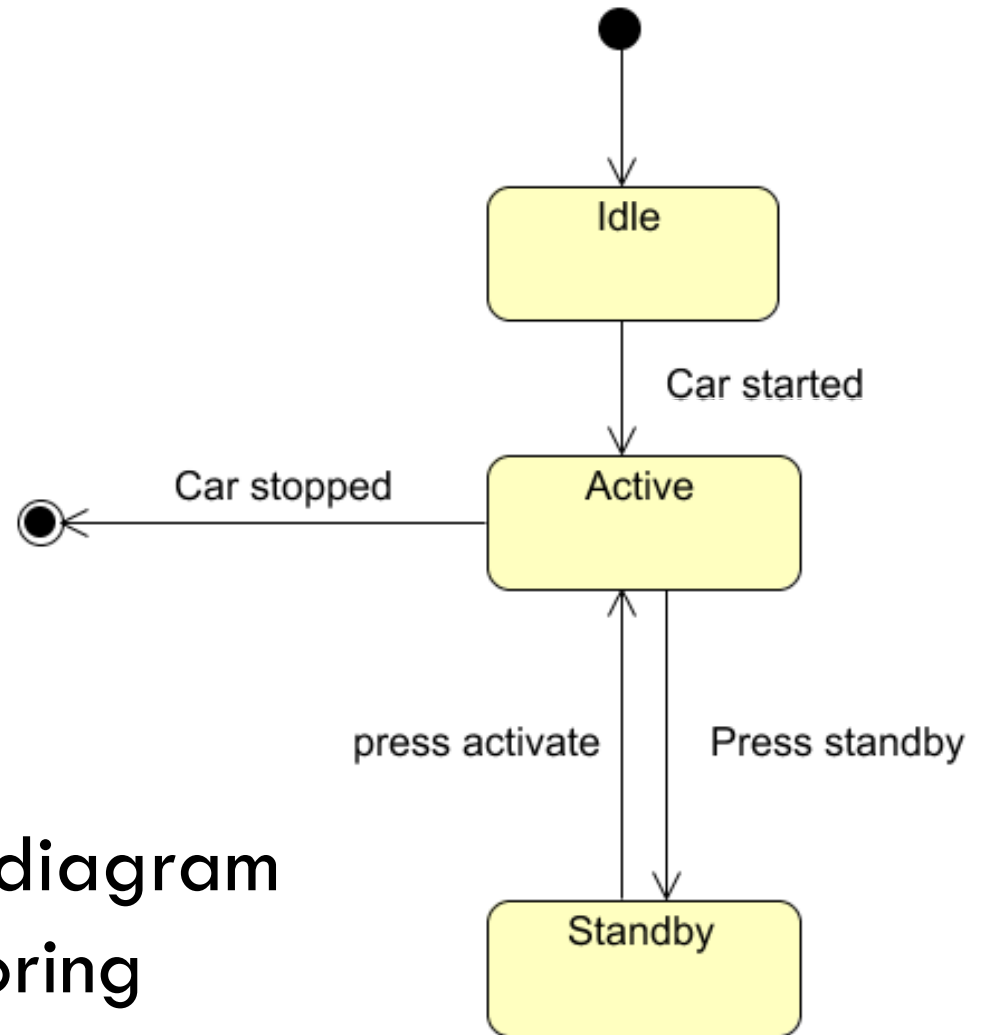 Idle
Car started
Car stopped
Active
press activate
Press standby
diagram
Standby
oring